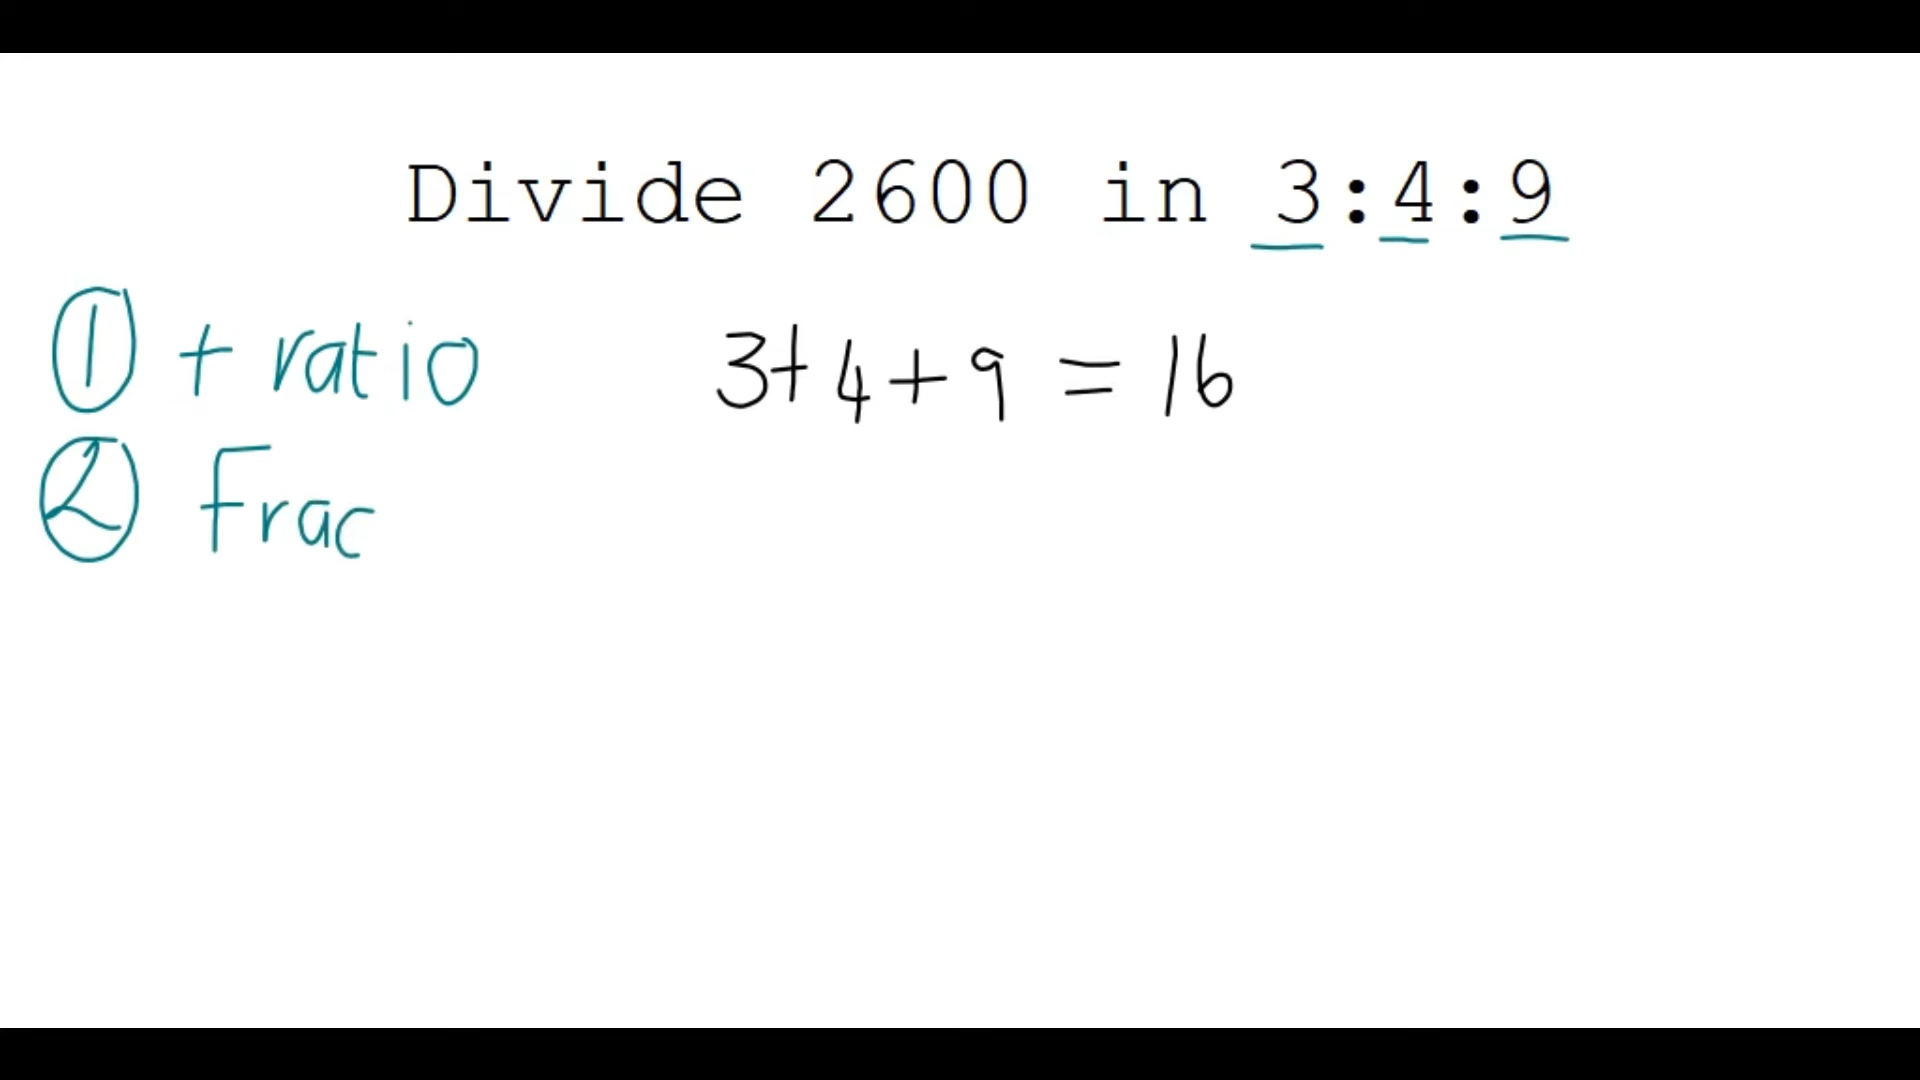 Divide 2600 in 3:4:9
① + ratio
3+4+9 = 16
② Frac